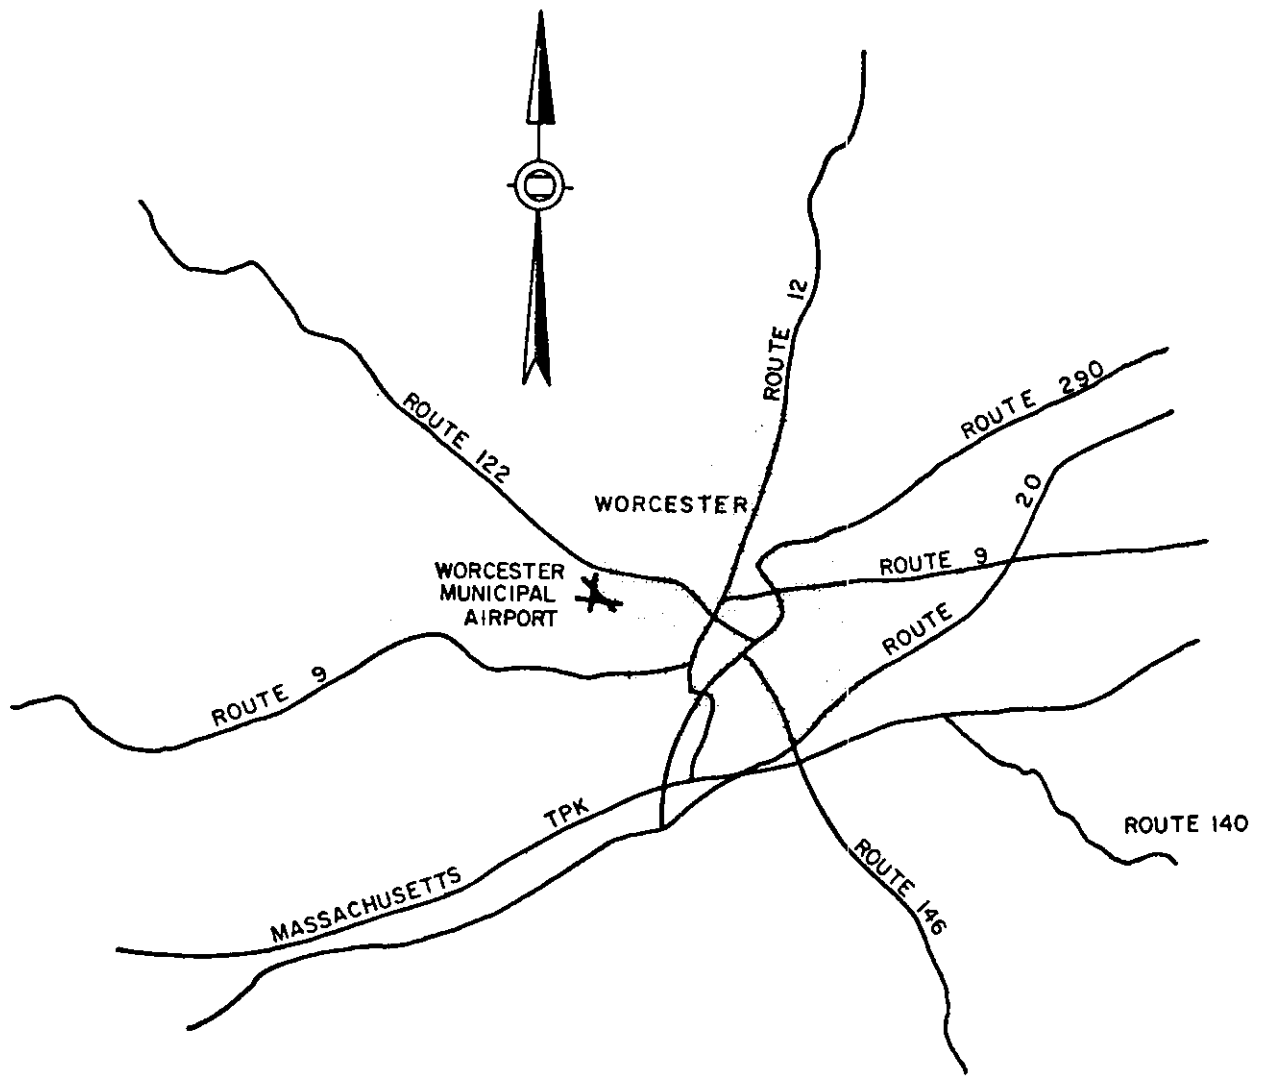 ROUTE 12
ROUTE 290
ROUTE 122
20
WORCESTER
ROUTE 9
WORCESTER
MUNICIPAL
AIRPORT
ROUTE
ROUTE 9
TPK
ROUTE 140
MASSACHUSETTS
ROUTE 146